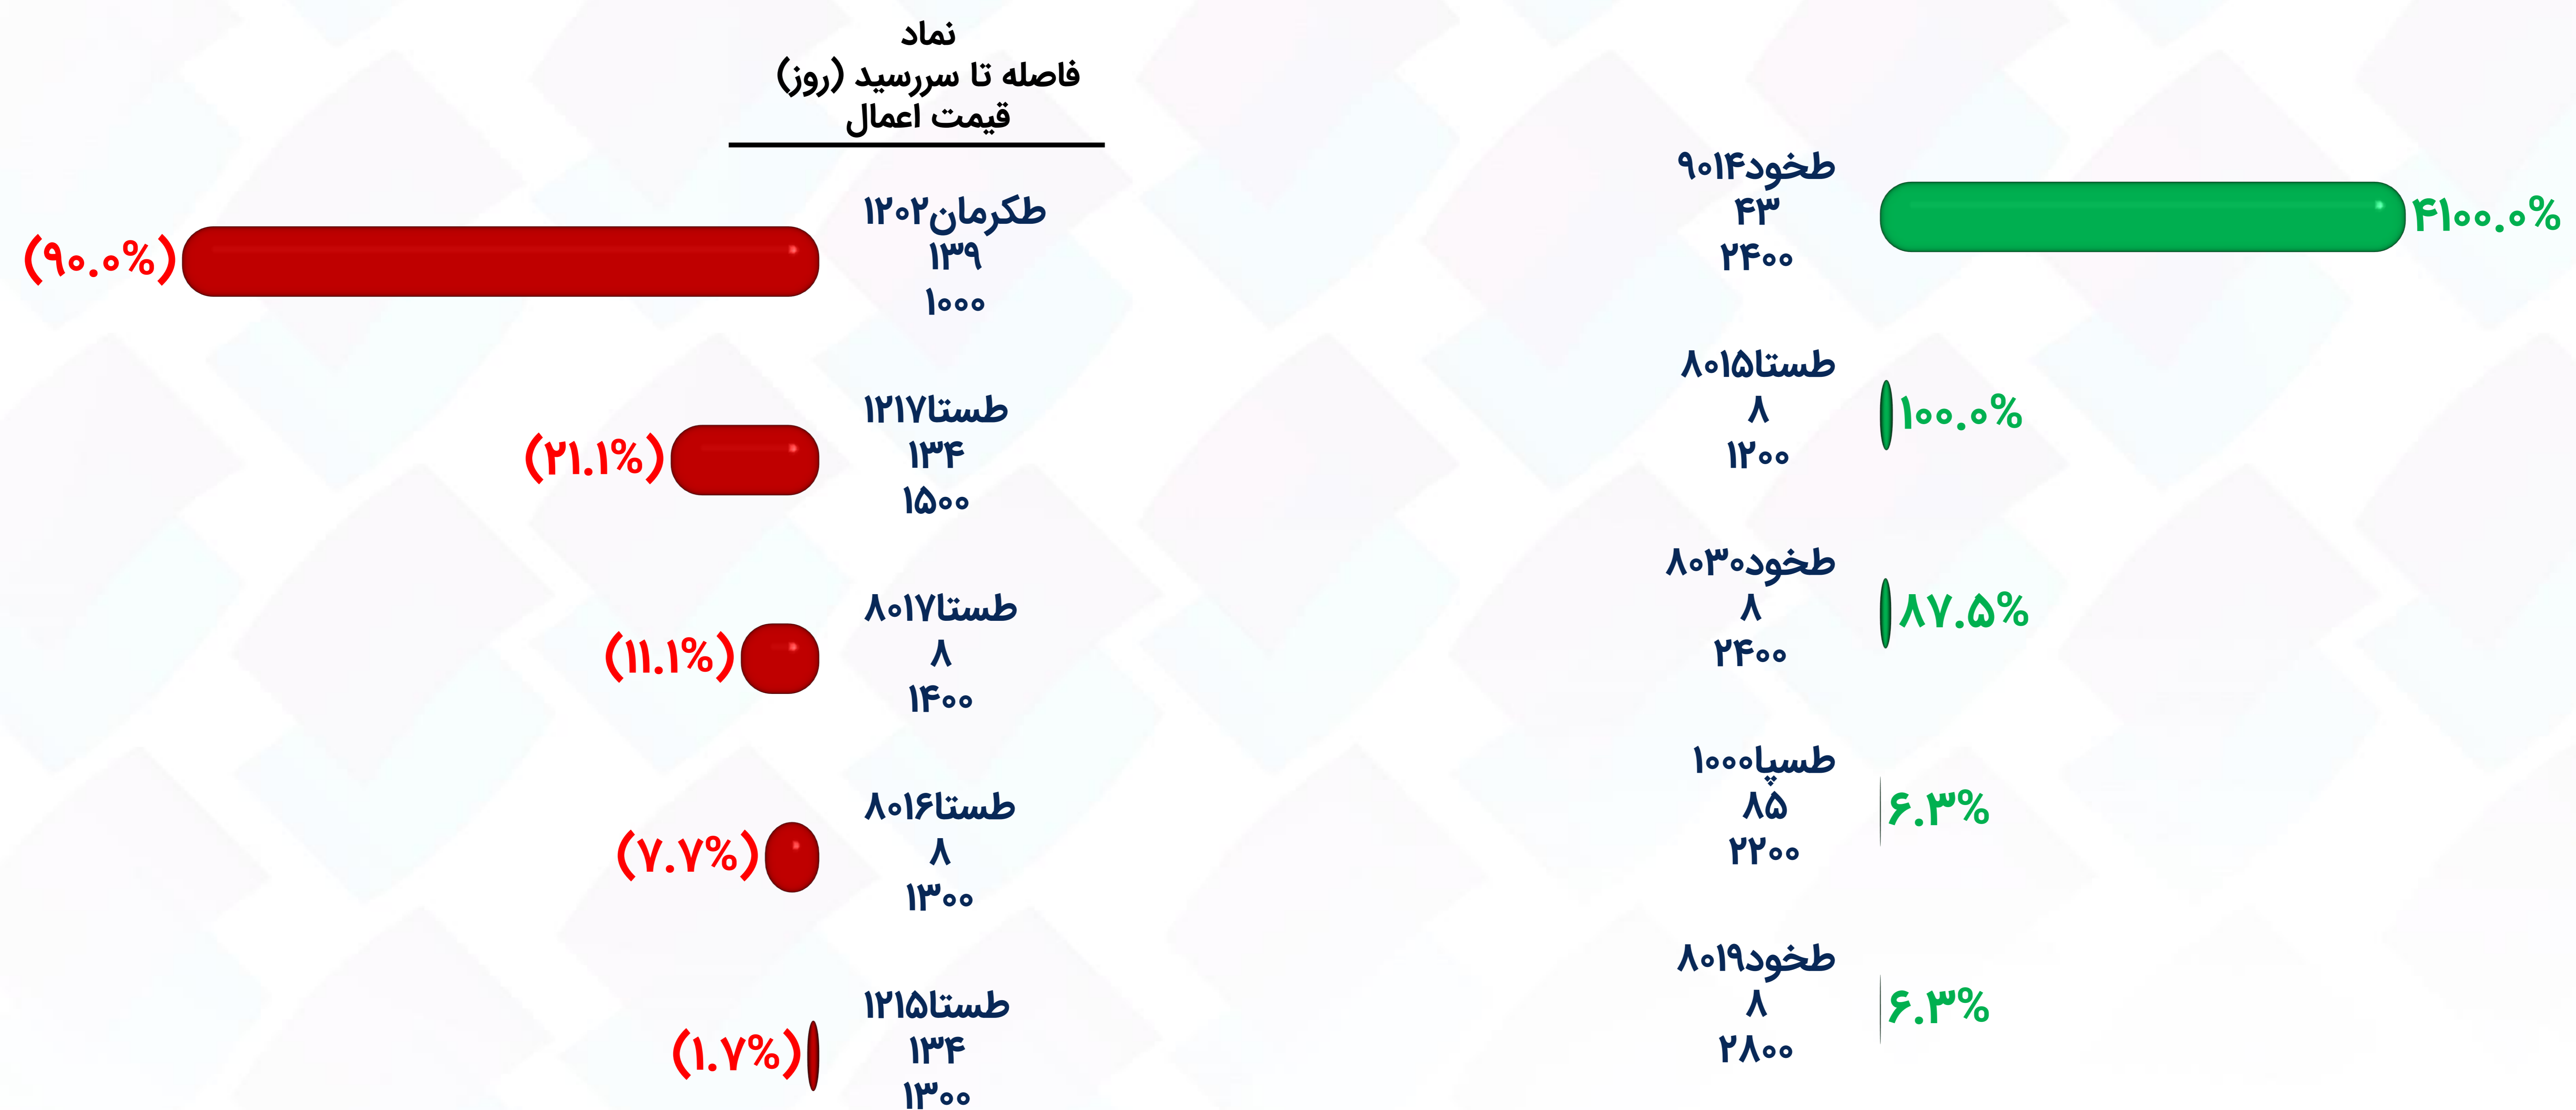 نماد
فاصله تا سررسید (روز)
قیمت اعمال
طخود۹۰۱۴
۴۳
۲۴۰۰
۴۱۰۰.۰%
طستا۸۰۱۵
۸
۱۲۰۰
۱۰۰.۰%
طخود۸۰۳۰
۸
۲۴۰۰
۸۷.۵%
طسپا۱۰۰۰
۸۵
۲۲۰۰
۶.۳%
طخود۸۰۱۹
۸
۲۸۰۰
۶.۳%
طکرمان۱۲۰۲
۱۳۹
۱۰۰۰
(۹۰.۰%)
طستا۱۲۱۷
۱۳۴
۱۵۰۰
(۲۱.۱%)
طستا۸۰۱۷
۸
۱۴۰۰
(۱۱.۱%)
طستا۸۰۱۶
۸
۱۳۰۰
(۷.۷%)
طستا۱۲۱۵
۱۳۴
۱۳۰۰
(۱.۷%)